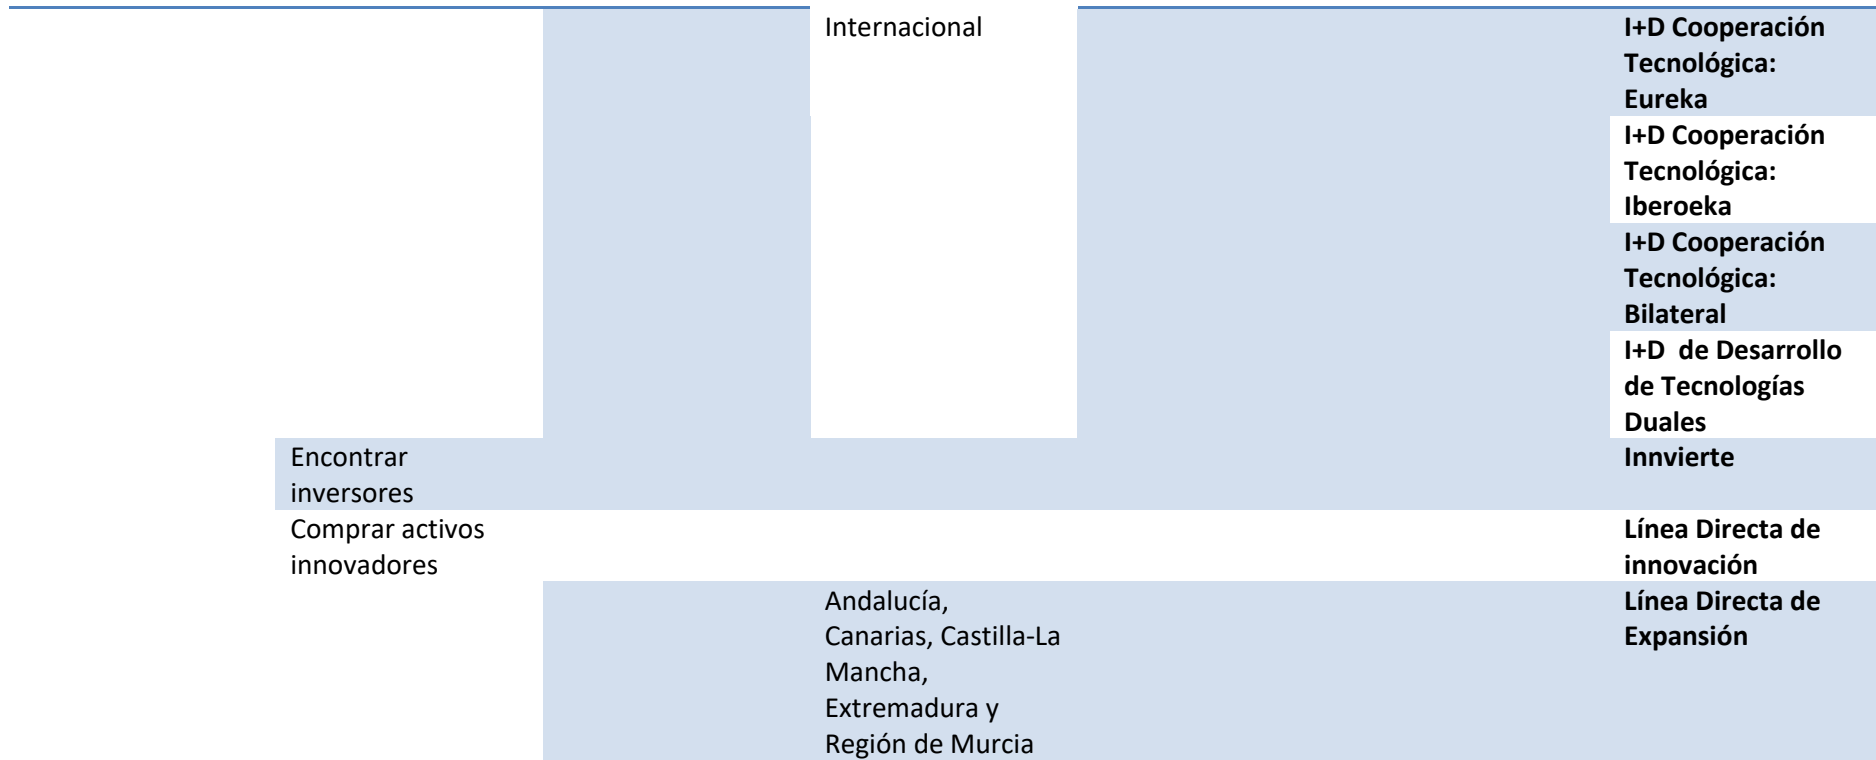 Internacional
I+D Cooperación
Tecnológica:
Eureka
I+D Cooperación
Tecnológica:
Iberoeka
I+D Cooperación
Tecnológica:
Bilateral
I+D  de Desarrollo
de Tecnologías
Duales
Encontrar
inversores
Innvierte
Comprar activos
innovadores
Línea Directa de
innovación
Andalucía,
Canarias, Castilla-La
Mancha,
Extremadura y
Región de Murcia
Línea Directa de
Expansión